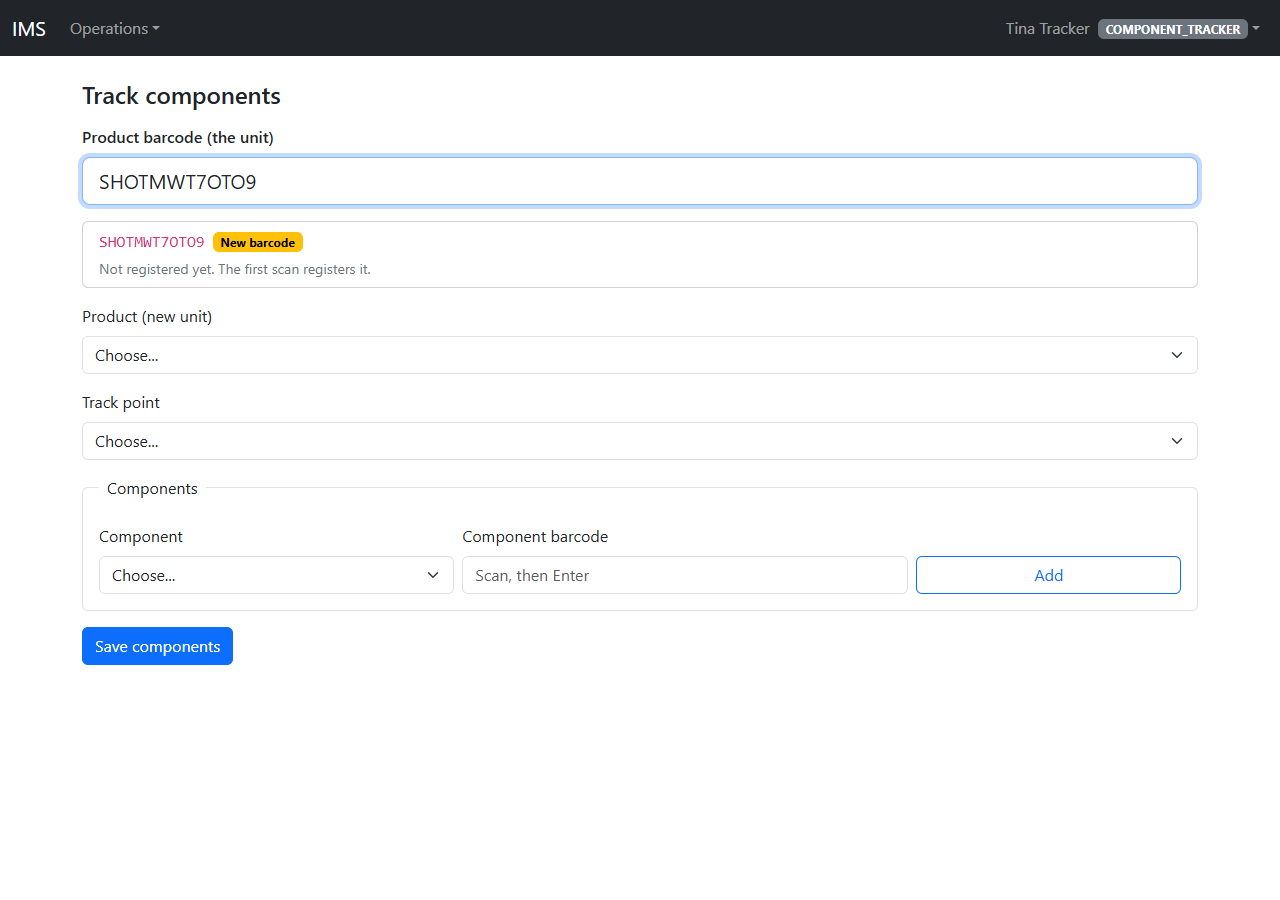 IMS Operations Tina Tracker COMPONENT_TRACKER
Track components
Product barcode (the unit)
SHOTMWT7OTO9
SHOTMWT7OTO9 New barcode
Not registered yet. The first scan registers it.
Product (new unit)
Choose...
Track point
Choose...
Components
Component Component barcode
Choose... Scan, then Enter Add
Save components